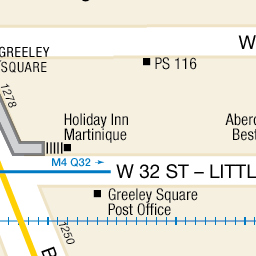 W
GREELEY
SQUARE
PS 116
1278
Holiday Inn
Martinique
Aberd
Best
M4 Q32
W 32 ST – LITTL
Greeley Square
Post Office
1250